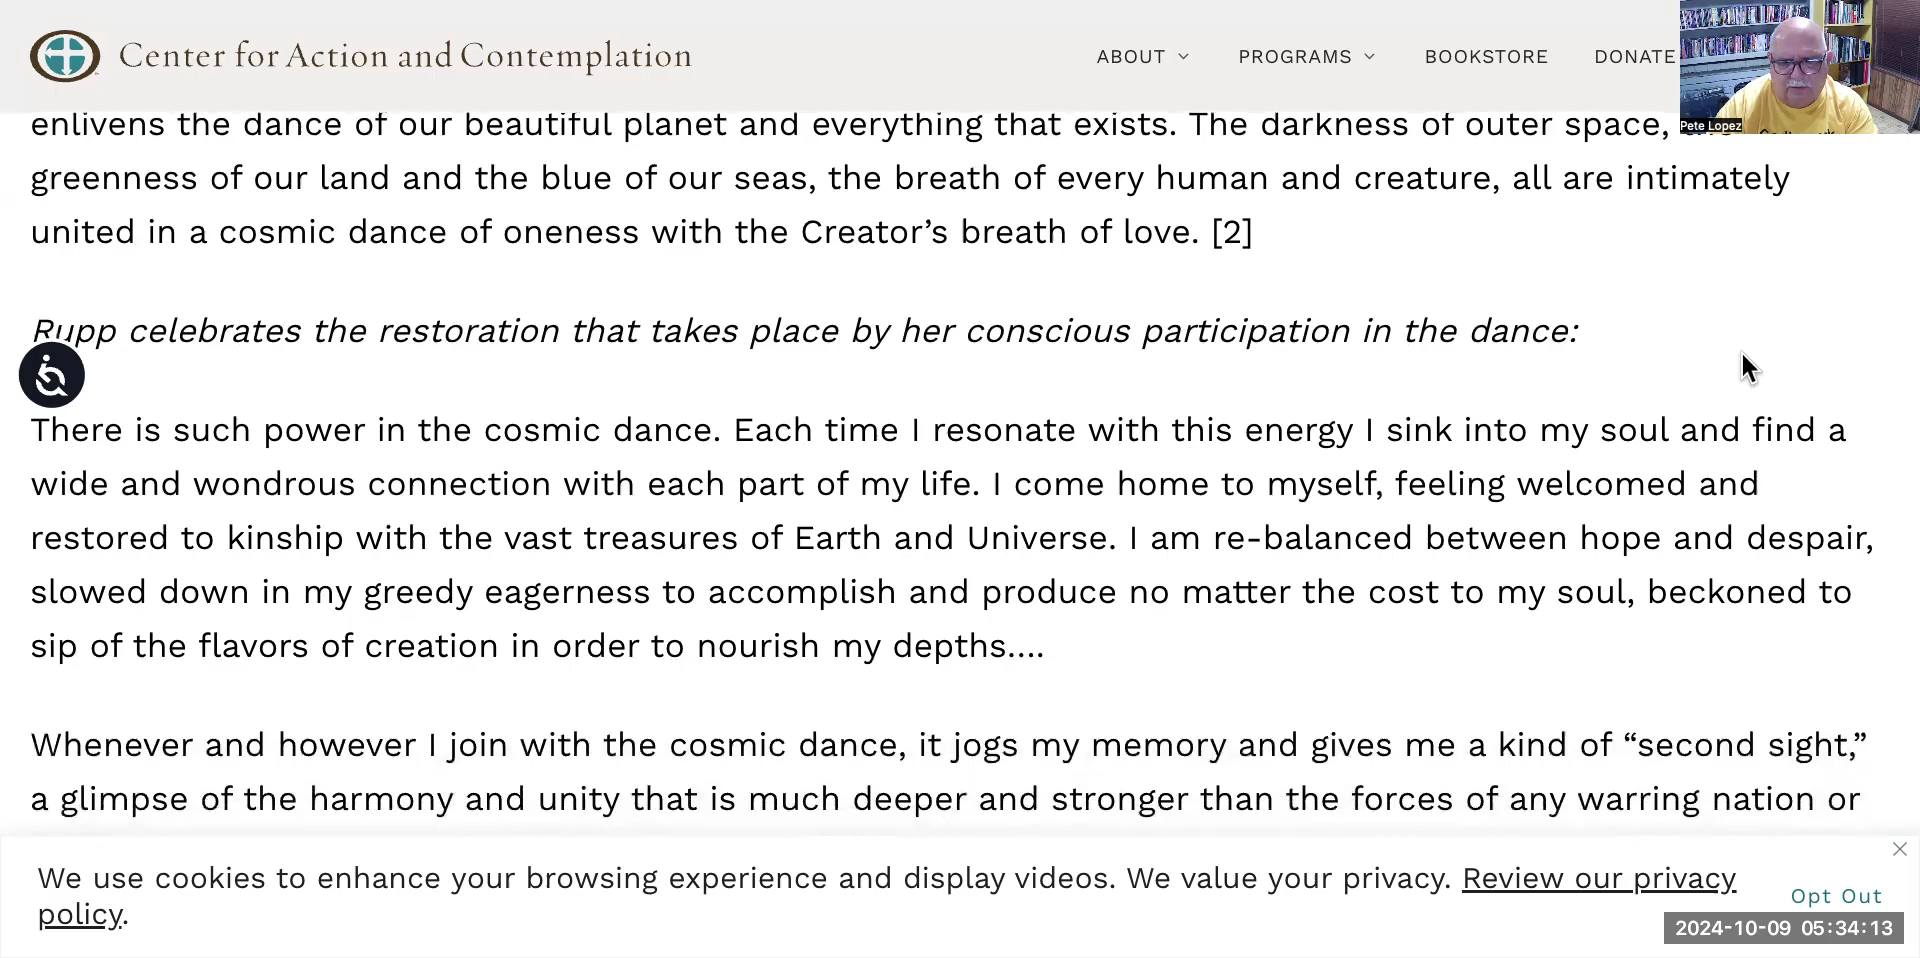 Center for Action and Contemplation
ABOUT
PROGRAMS
BOOKSTORE
DONATE
Pete Lopez
enlivens the dance of our beautiful planet and everything that exists. The darkness of outer space,
greenness of our land and the blue of our seas, the breath of every human and creature, all are intimately
united in a cosmic dance of oneness with the Creator’s breath of love. [2]
Rupp celebrates the restoration that takes place by her conscious participation in the dance:
There is such power in the cosmic dance. Each time I resonate with this energy I sink into my soul and find a
wide and wondrous connection with each part of my life. I come home to myself, feeling welcomed and
restored to kinship with the vast treasures of Earth and Universe. I am re-balanced between hope and despair,
slowed down in my greedy eagerness to accomplish and produce no matter the cost to my soul, beckoned to
sip of the flavors of creation in order to nourish my depths....
Whenever and however I join with the cosmic dance, it jogs my memory and gives me a kind of “second sight,”
a glimpse of the harmony and unity that is much deeper and stronger than the forces of any warring nation or
We use cookies to enhance your browsing experience and display videos. We value your privacy. Review our privacy
policy.
Opt Out
2024-10-09 05:34:13